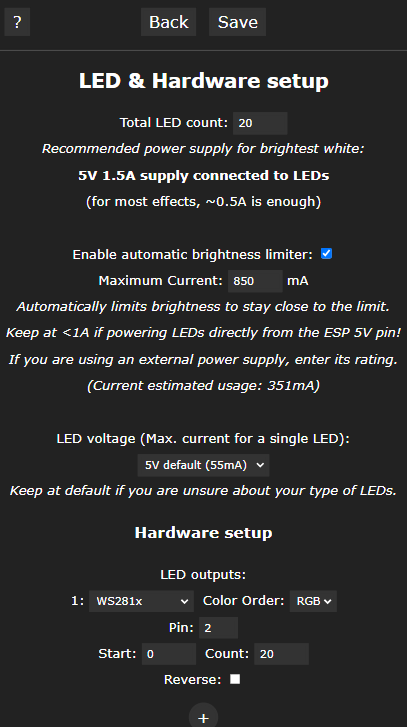 ? Back Save
LED & Hardware setup
Total LED count: 20
Recommended power supply for brightest white:
5V 1.5A supply connected to LEDs
(for most effects, ~0.5A is enough)
Enable automatic brightness limiter:
Maximum Current: 850 mA
Automatically limits brightness to stay close to the limit.
Keep at <1A if powering LEDs directly from the ESP 5V pin!
If you are using an external power supply, enter its rating.
(Current estimated usage: 351mA)
LED voltage (Max. current for a single LED):
5V default (55mA)
Keep at default if you are unsure about your type of LEDs.
Hardware setup
LED outputs:
1: WS281x Color Order: RGB
Pin: 2
Start: 0 Count: 20
Reverse:
+